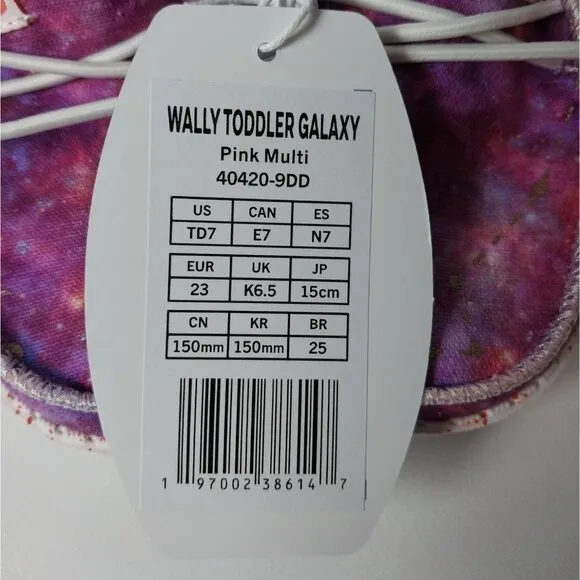 WALLY TODDLER GALAXY
Pink Multi
40420-9DD
US CAN ES
TD7 E7 N7
EUR UK JP
23 K6.5 15cm
CN KR BR
150mm 150mm 25
1 97002 38614 7